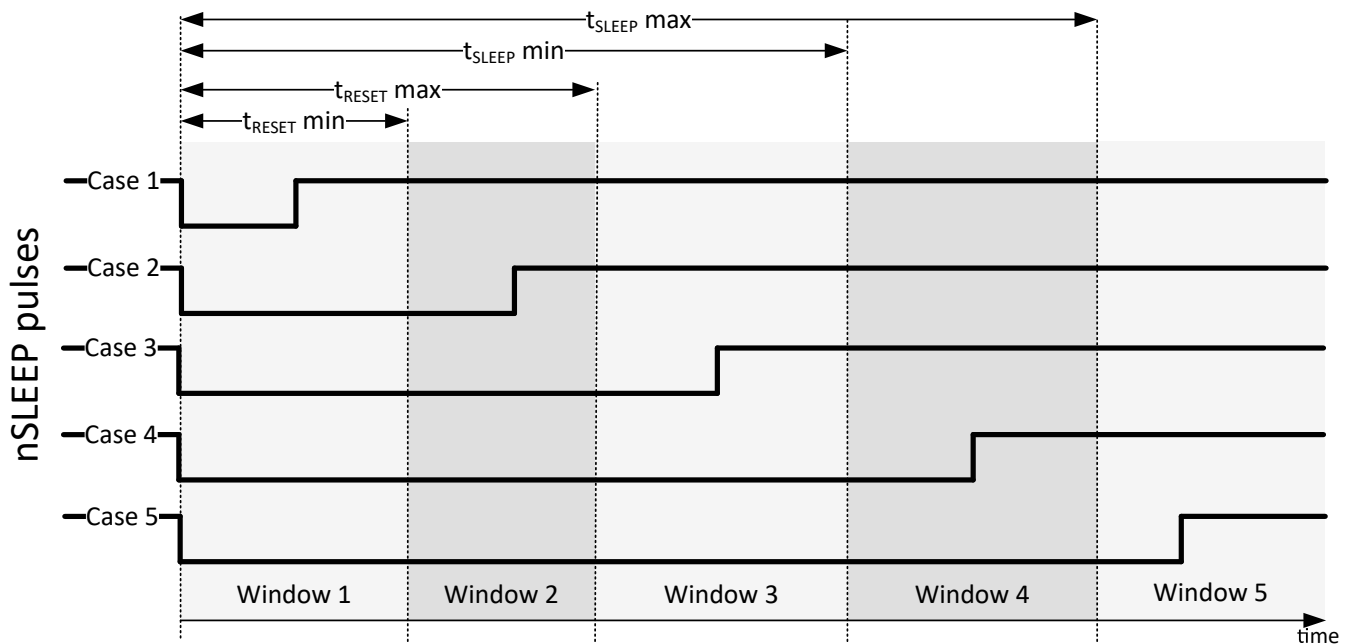 tSLEEP max
tSLEEP min
tRESET max
tRESET min
nSLEEP pulses
Case 1
Case 2
Case 3
Case 4
Case 5
Window 1 Window 2 Window 3 Window 4 Window 5
time